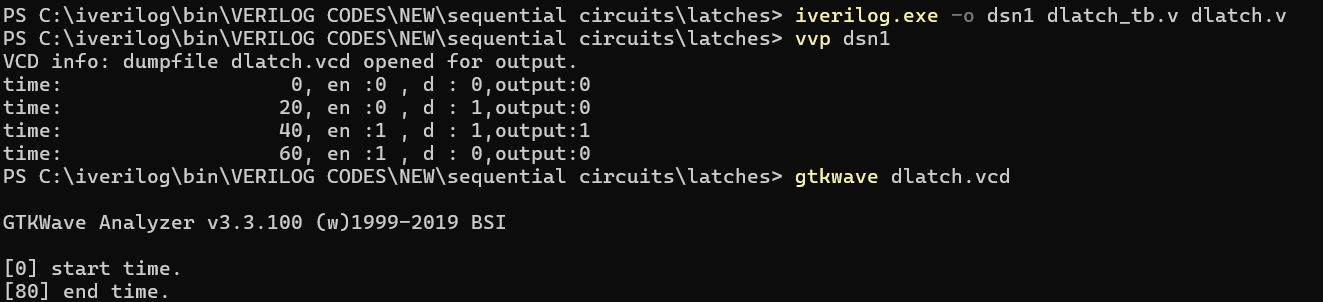 PS C:\iverilog\bin\VERILOG CODES\NEW\sequential circuits\latches> iverilog.exe -o dsn1 dlatch_tb.v dlatch.v
PS C:\iverilog\bin\VERILOG CODES\NEW\sequential circuits\latches> vvp dsn1
VCD info: dumpfile dlatch.vcd opened for output.
time:                    0, en :0 , d : 0,output:0
time:                   20, en :0 , d : 1,output:0
time:                   40, en :1 , d : 1,output:1
time:                   60, en :1 , d : 0,output:0
PS C:\iverilog\bin\VERILOG CODES\NEW\sequential circuits\latches> gtkwave dlatch.vcd
GTKWave Analyzer v3.3.100 (w)1999-2019 BSI
[0] start time.
[80] end time.